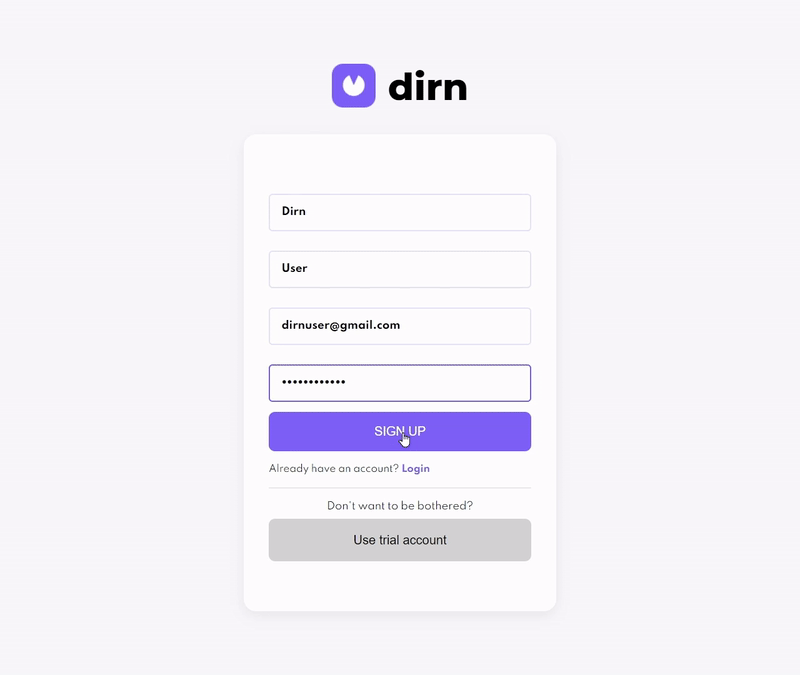 dirn
Dirn
User
dirnuser@gmail.com
••••••••••••
SIGN UP
Already have an account? Login
Don't want to be bothered?
Use trial account